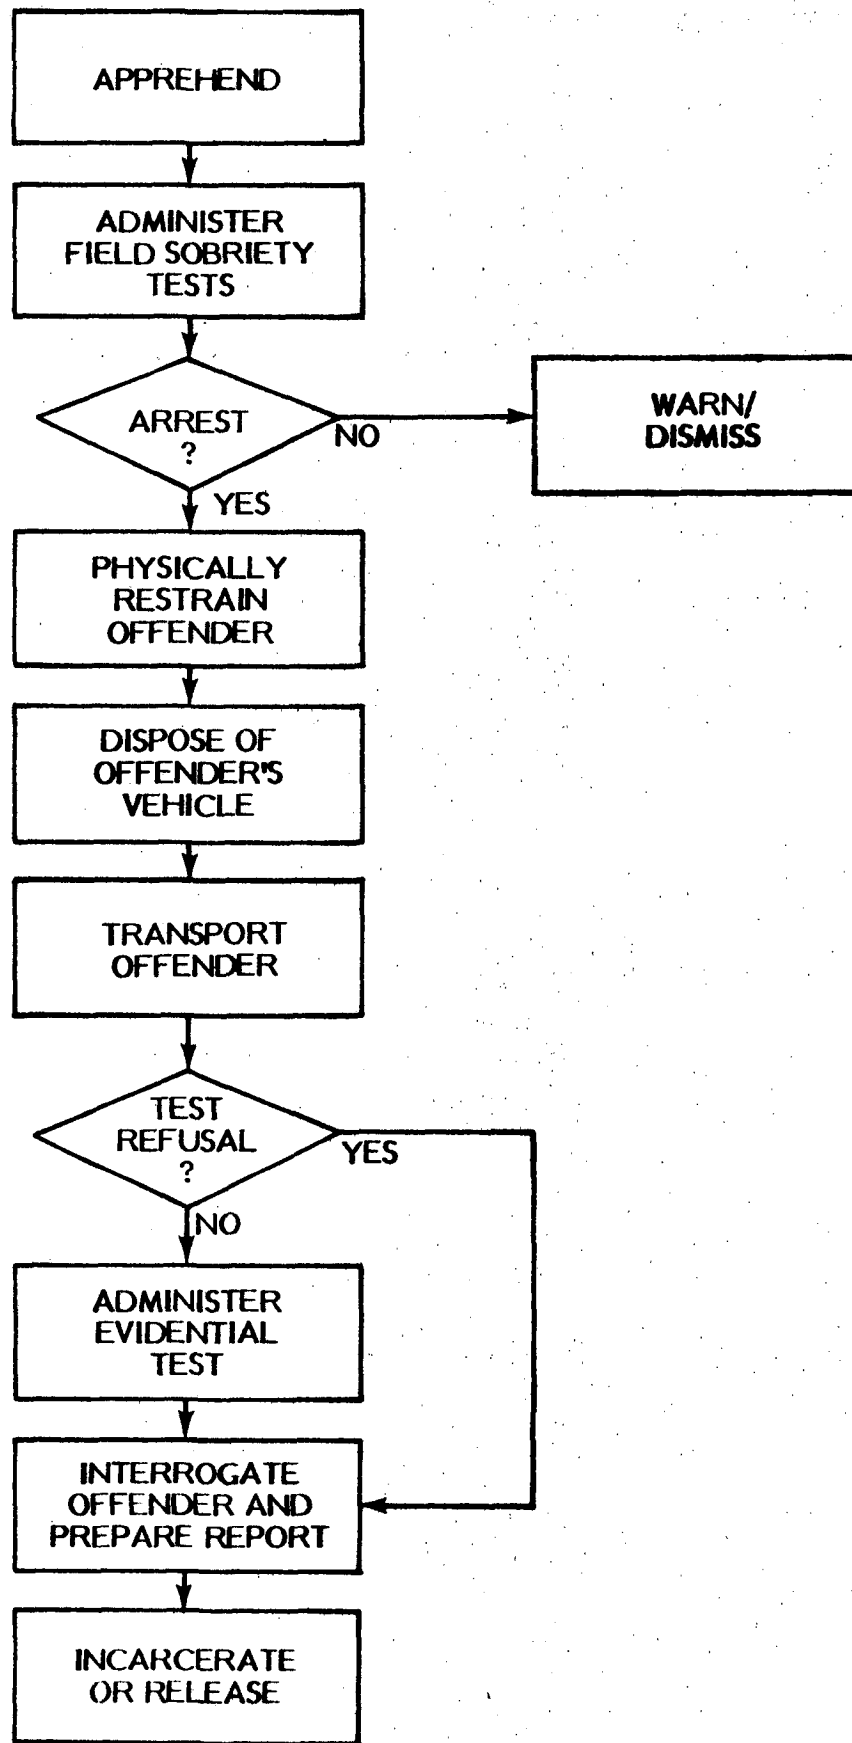 APPREHEND
ADMINISTER
FIELD SOBRIETY
TESTS
ARREST
?
NO
WARN/
DISMISS
YES
PHYSICALLY
RESTRAIN
OFFENDER
DISPOSE OF
OFFENDER'S
VEHICLE
TRANSPORT
OFFENDER
TEST
REFUSAL
?
YES
NO
ADMINISTER
EVIDENTIAL
TEST
INTERROGATE
OFFENDER AND
PREPARE REPORT
INCARCERATE
OR RELEASE